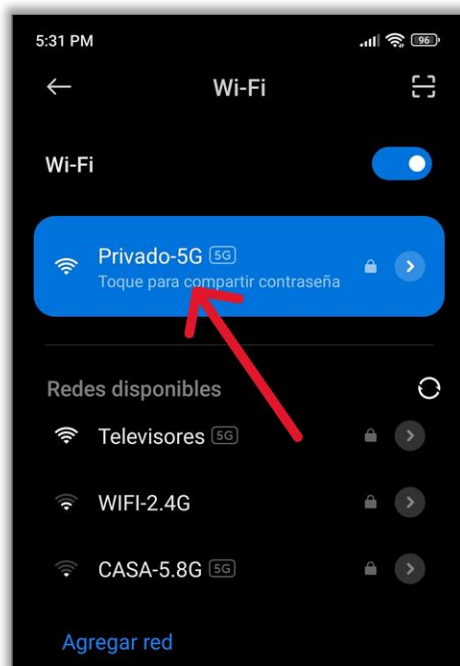 5:31 PM 96
Wi-Fi
Wi-Fi
Privado-5G 5G
Toque para compartir contraseña
Redes disponibles
Televisores 5G
WIFI-2.4G
CASA-5.8G 5G
Agregar red